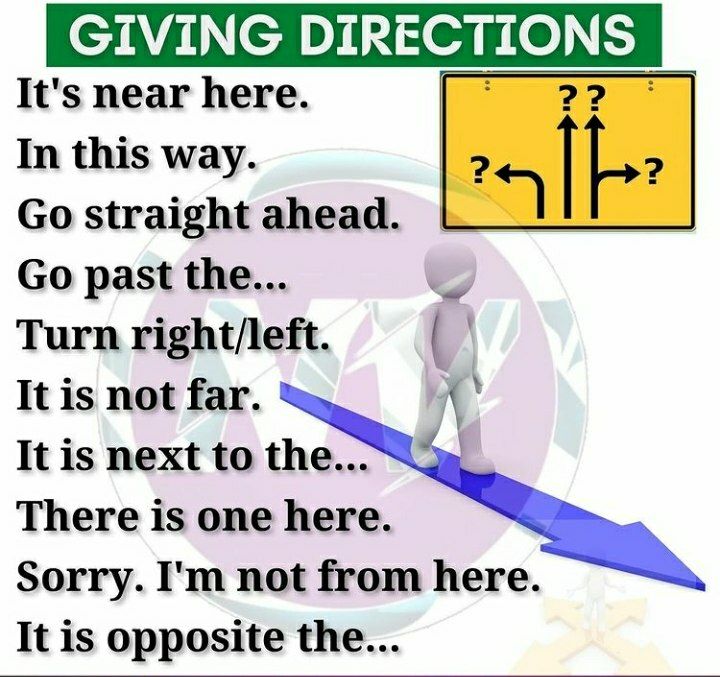 GIVING DIRECTIONS
It's near here.
In this way.
Go straight ahead.
Go past the...
Turn right/left.
It is not far.
It is next to the...
There is one here.
Sorry. I'm not from here.
It is opposite the...
? ?
? ?